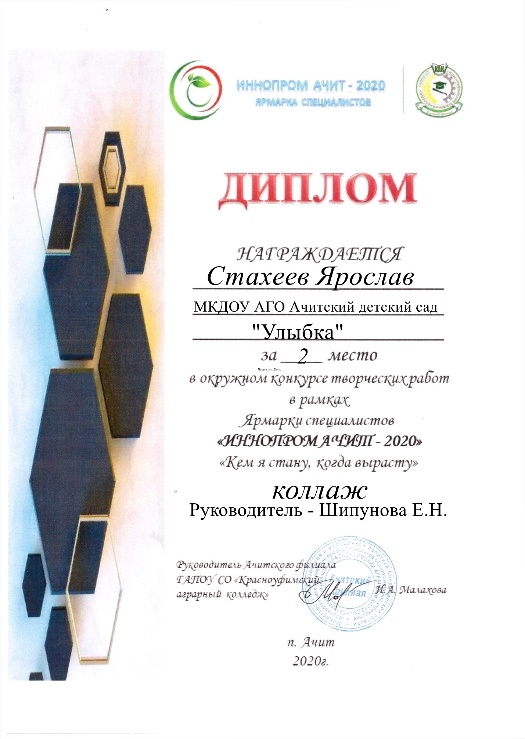 ИННОПРОМ АЧИТ - 2020
ЯРМАРКА СПЕЦИАЛИСТОВ
ДИПЛОМ
НАГРАЖДАЕТСЯ
Стахеев Ярослав
МКДОУ АГО Ачитский детский сад
"Улыбка"
за 2 место
в окружном конкурсе творческих работ
в рамках
Ярмарки специалистов
«ИННОПРОМ АЧИТ - 2020»
«Кем я стану, когда вырасту»
коллаж
Руководитель - Шипунова Е.Н.
Руководитель Ачитского филиала
ГАПОУ СО «Красноуфимский
аграрный колледж»
Н.А. Малахова
Ачитский
филиал
п. Ачит
2020г.